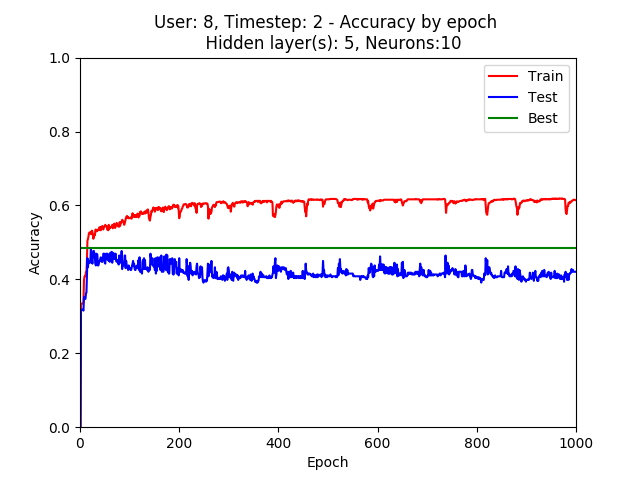 User: 8, Timestep: 2 - Accuracy by epoch
Hidden layer(s): 5, Neurons:10
Train
Test
Best
1.0
0.8
0.6
0.4
0.2
0.0
Accuracy
0
200
400
600
800
1000
Epoch